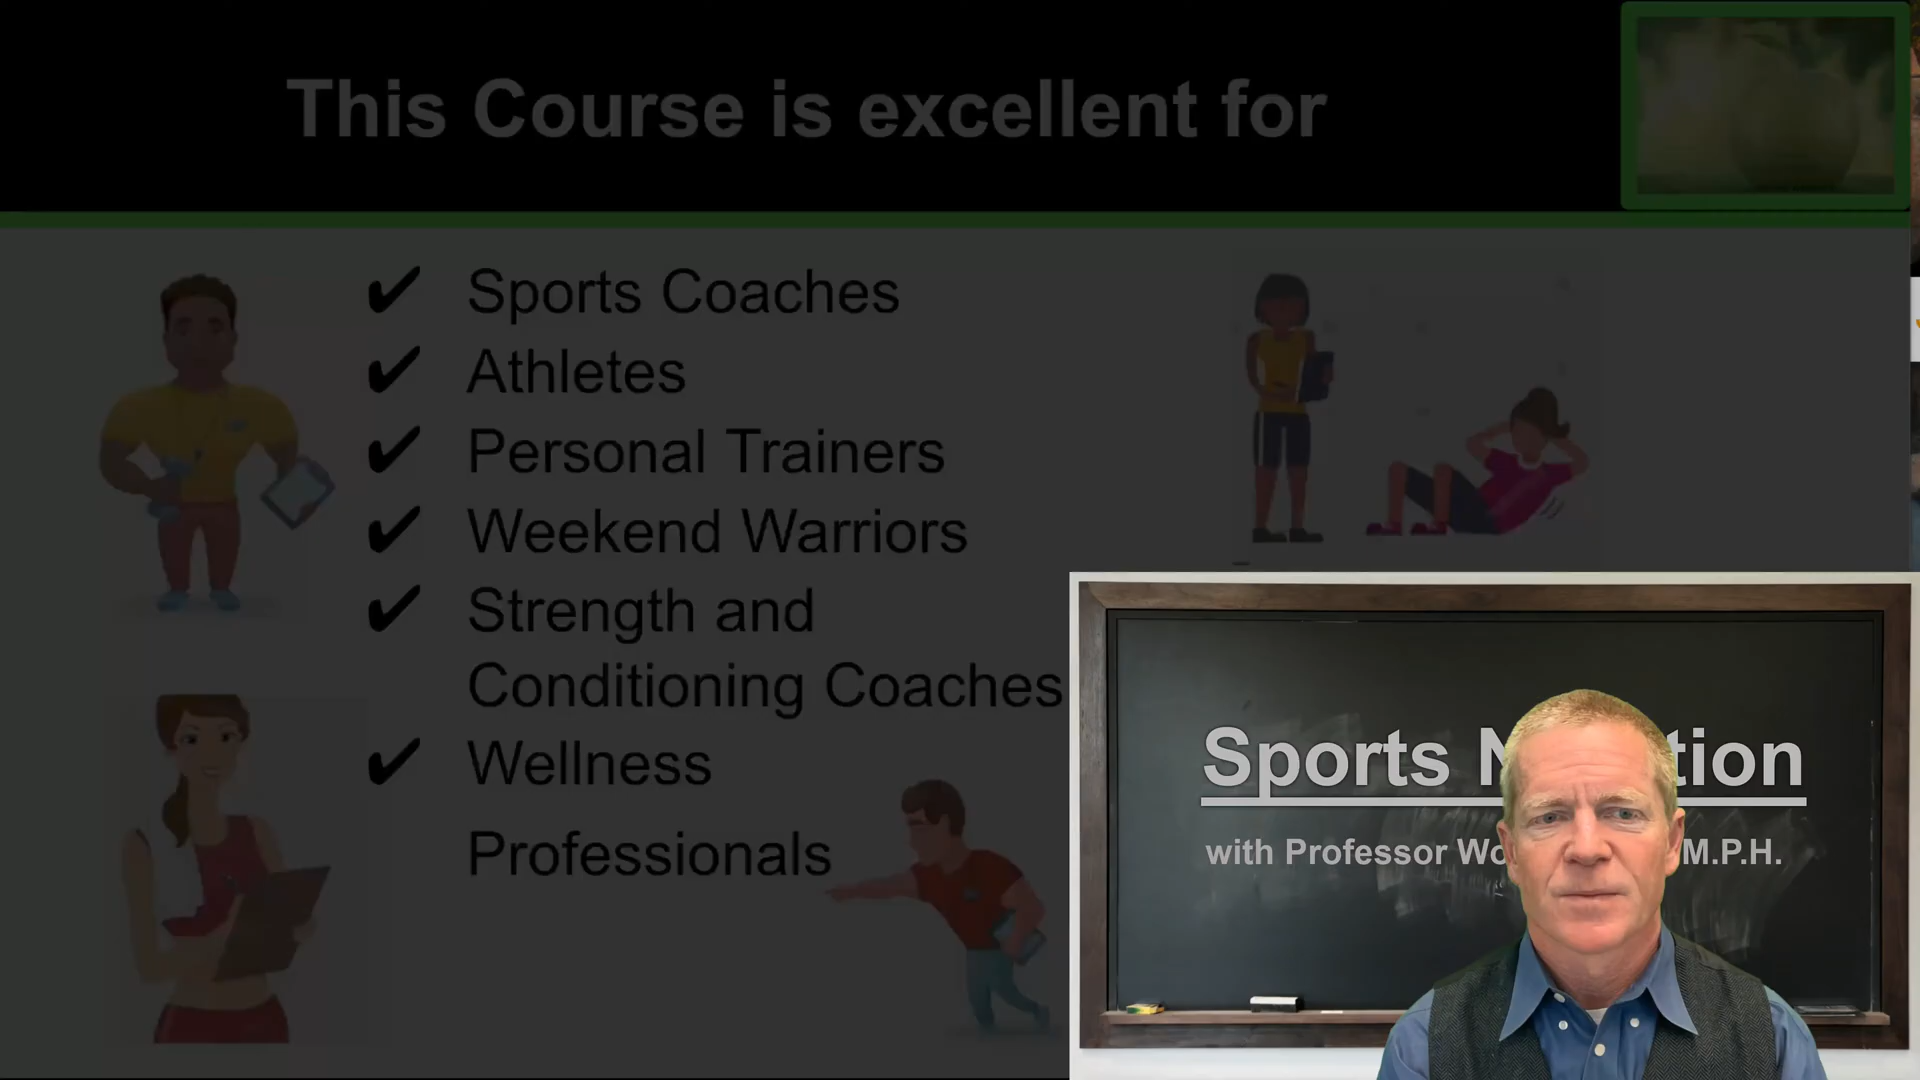 This Course is excellent for
✔ Sports Coaches
✔ Athletes
✔ Personal Trainers
✔ Weekend Warriors
✔ Strength and
Conditioning Coaches
✔ Wellness
Professionals
Sports
with Professor M.P.H.